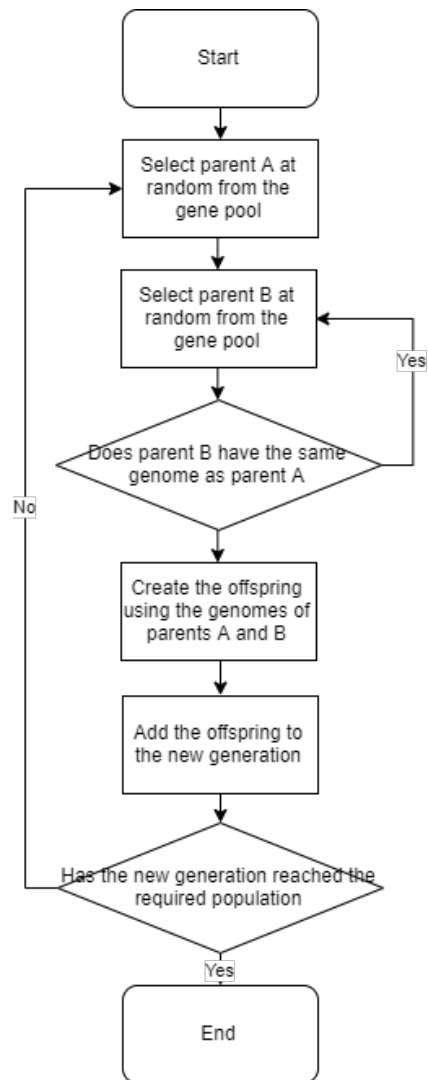 Start
Select parent A at
random from the
gene pool
Select parent B at
random from the
gene pool
Yes
Does parent B have the same
genome as parent A
No
Create the offspring
using the genomes of
parents A and B
Add the offspring to
the new generation
Has the new generation reached the
required population
Yes
End